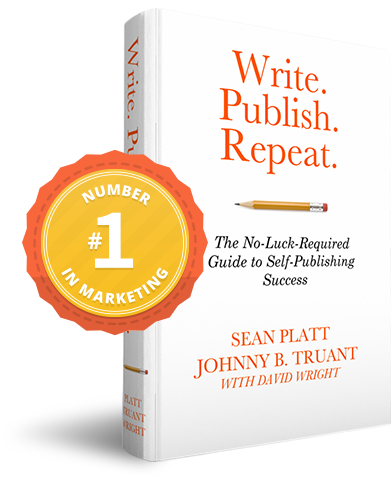 Write.
Publish.
Repeat.
The No-Luck-Required
Guide to Self-Publishing
Success
SEAN PLATT
JOHNNY B. TRUANT
WITH DAVID WRIGHT
NUMBER
#1
IN MARKETING
Write. Pu
PLATT
TRUANT
WRIGHT